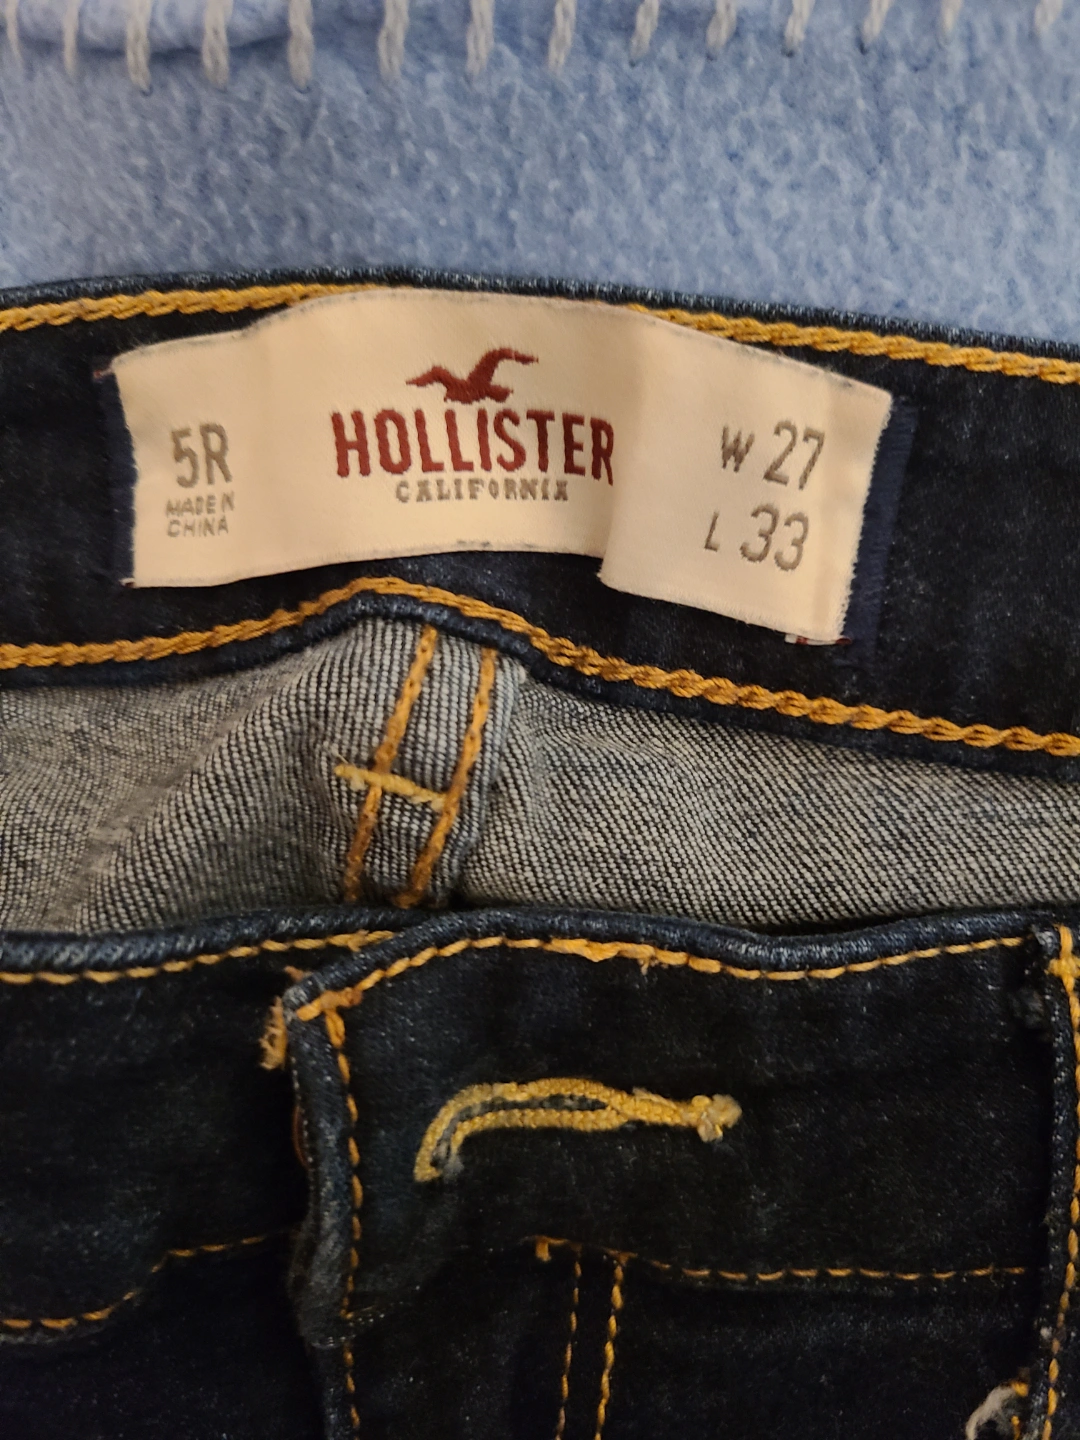 5R
MADE IN
CHINA
HOLLISTER
CALIFORNIA
W 27
L 33